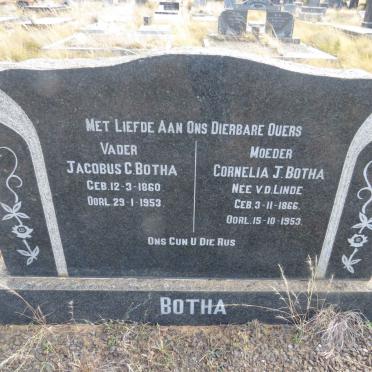 Met Liefde Aan Ons Dierbare Ouers
Vader
Jacobus C. Botha
Geb. 12-3-1860
Oorl. 29-1-1953
Moeder
Cornelia J. Botha
Nee v.d. Linde
Geb. 3-11-1866.
Oorl. 15-10-1953.
Ons Gun U Die Rus
Botha